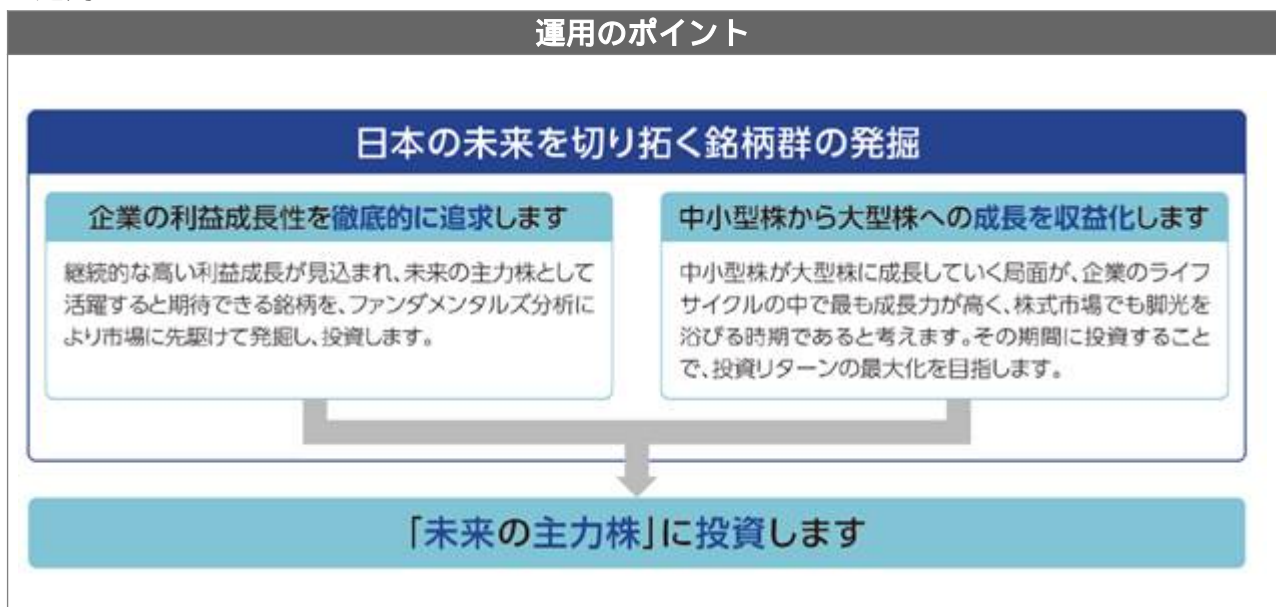 運用のポイント
日本の未来を切り拓く銘柄群の発掘
企業の利益成長性を徹底的に追求します
継続的な高い利益成長が見込まれ、未来の主力株として
活躍すると期待できる銘柄を、ファンダメンタルズ分析に
より市場に先駆けて発掘し、投資します。
中小型株から大型株への成長を収益化します
中小型株が大型株に成長していく局面が、企業のライフ
サイクルの中で最も成長力が高く、株式市場でも脚光を
浴びる時期であると考えます。その期間に投資すること
で、投資リターンの最大化を目指します。
「未来の主力株」に投資します